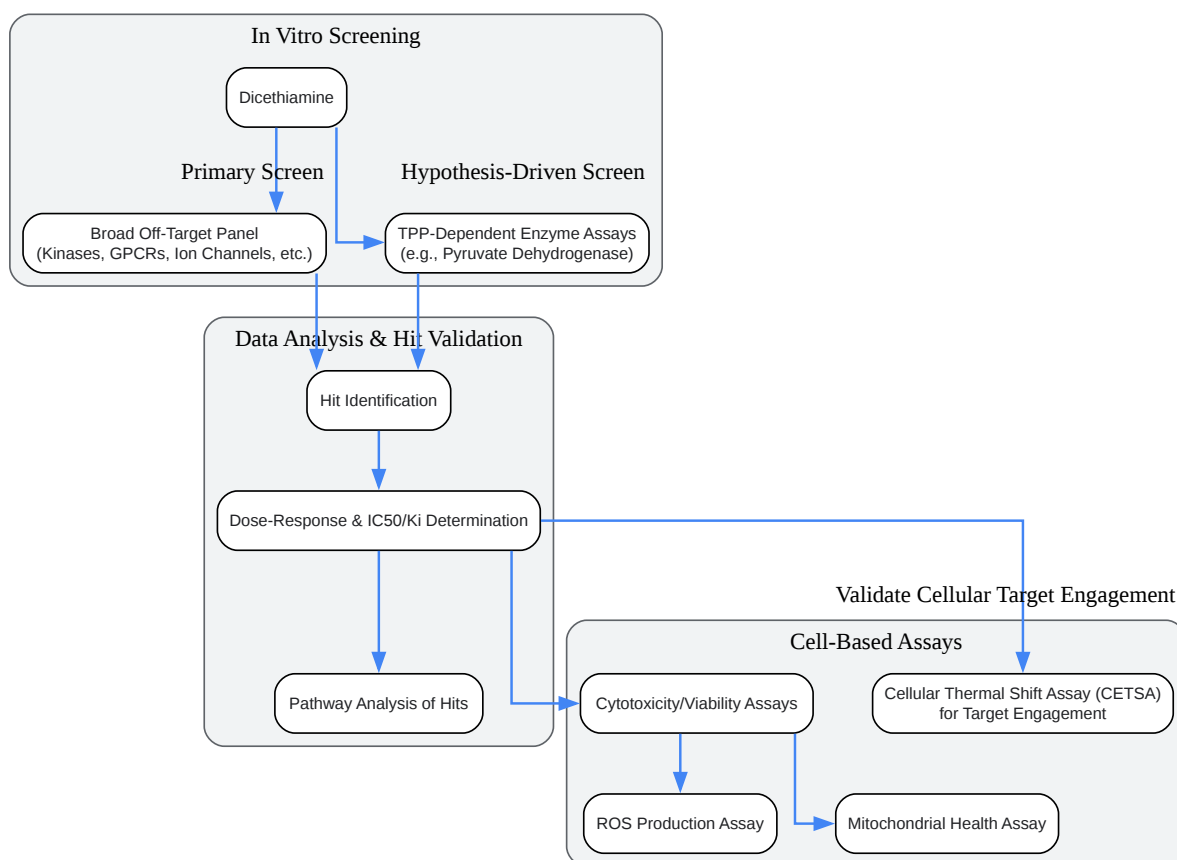 In Vitro Screening
Dicethiamine
Primary Screen
Hypothesis-Driven Screen
Broad Off-Target Panel
(Kinases, GPCRs, Ion Channels, etc.)
TPP-Dependent Enzyme Assays
(e.g., Pyruvate Dehydrogenase)
Data Analysis & Hit Validation
Hit Identification
Dose-Response & IC50/Ki Determination
Validate Cellular Target Engagement
Cell-Based Assays
Pathway Analysis of Hits
Cytotoxicity/Viability Assays
Cellular Thermal Shift Assay (CETSA)
for Target Engagement
ROS Production Assay
Mitochondrial Health Assay